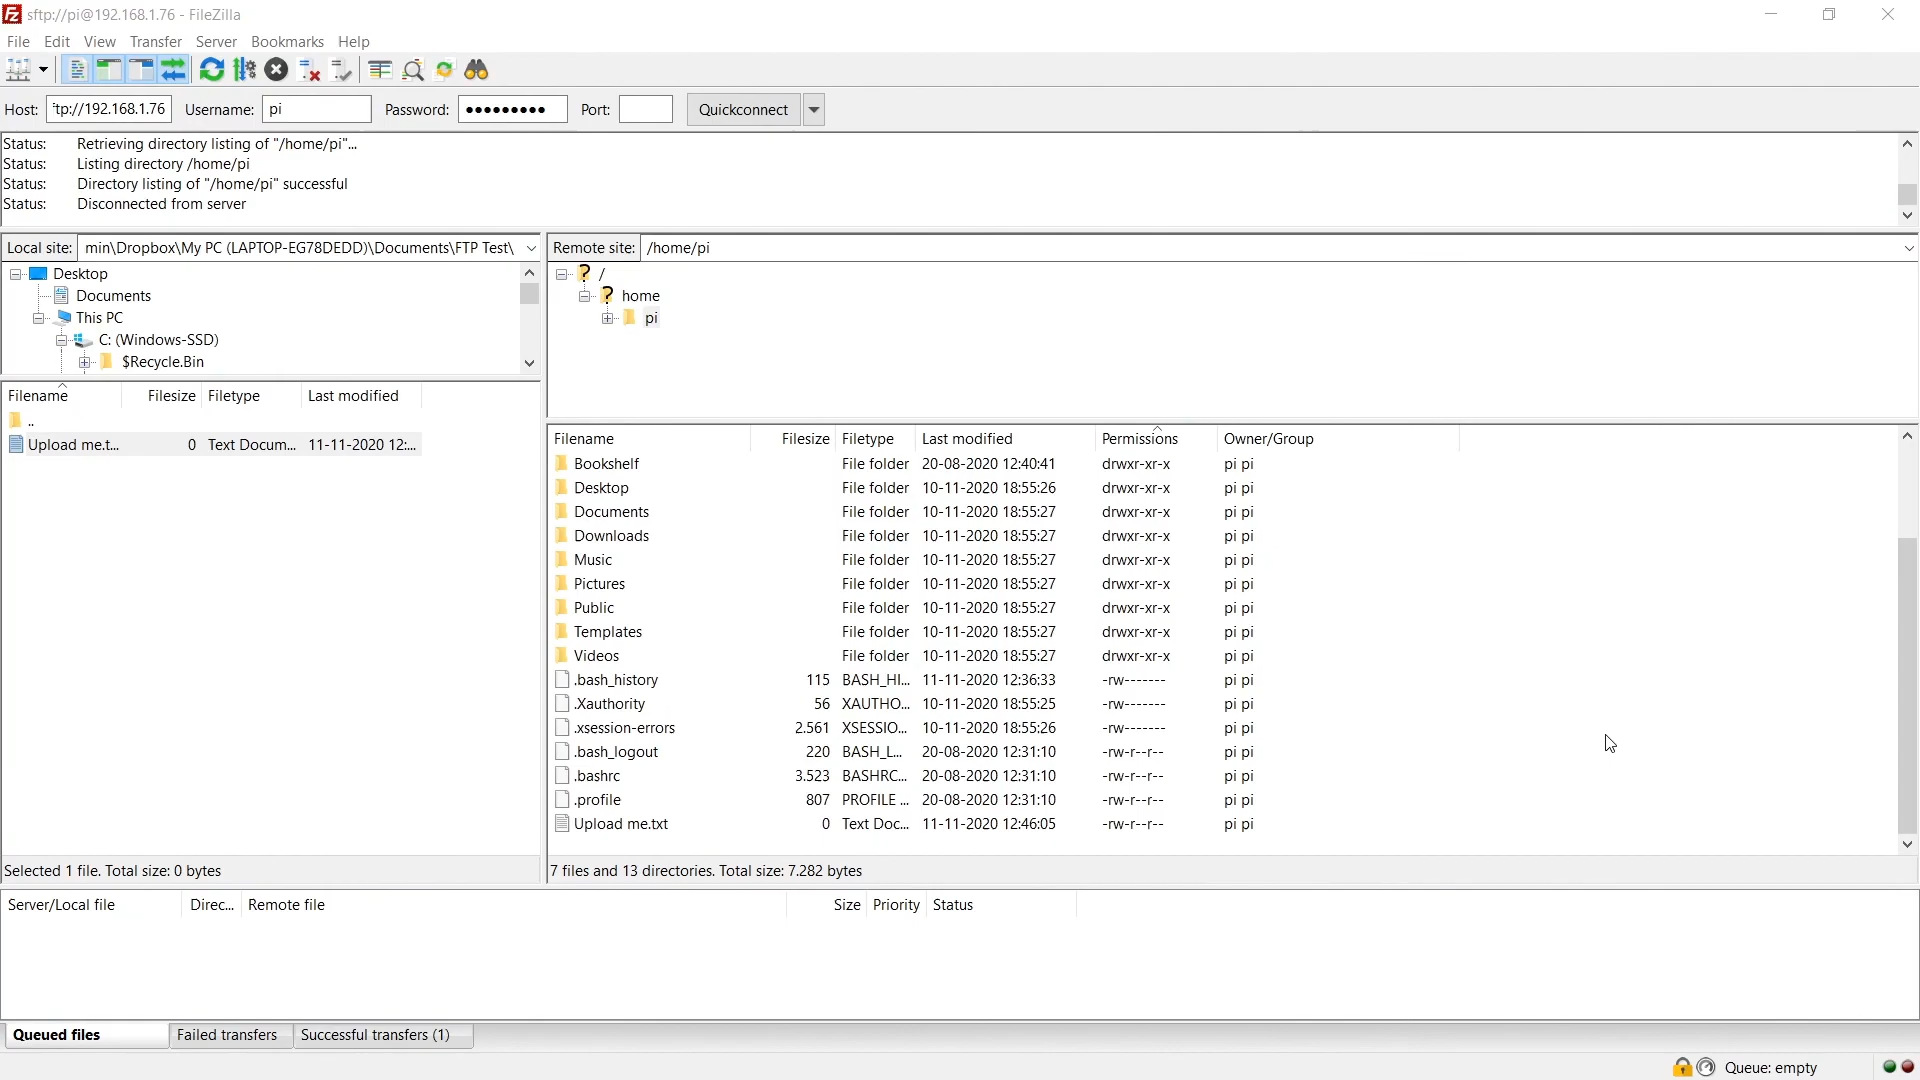 sftp://pi@192.168.1.76 - FileZilla
File Edit View Transfer Server Bookmarks Help
Host: tp://192.168.1.76 Username: pi Password: ●●●●●●●●● Port: Quickconnect
Status: Retrieving directory listing of "/home/pi"...
Status: Listing directory /home/pi
Status: Directory listing of "/home/pi" successful
Status: Disconnected from server
Local site: min\Dropbox\My PC (LAPTOP-EG78DEDD)\Documents\FTP Test\
Desktop
Documents
This PC
C: (Windows-SSD)
$Recycle.Bin
Filename Filesize Filetype Last modified
..
Upload me.t... 0 Text Docum... 11-11-2020 12:...
Selected 1 file. Total size: 0 bytes
Remote site: /home/pi
/
home
pi
Filename Filesize Filetype Last modified Permissions Owner/Group
Bookshelf File folder 20-08-2020 12:40:41 drwxr-xr-x pi pi
Desktop File folder 10-11-2020 18:55:26 drwxr-xr-x pi pi
Documents File folder 10-11-2020 18:55:27 drwxr-xr-x pi pi
Downloads File folder 10-11-2020 18:55:27 drwxr-xr-x pi pi
Music File folder 10-11-2020 18:55:27 drwxr-xr-x pi pi
Pictures File folder 10-11-2020 18:55:27 drwxr-xr-x pi pi
Public File folder 10-11-2020 18:55:27 drwxr-xr-x pi pi
Templates File folder 10-11-2020 18:55:27 drwxr-xr-x pi pi
Videos File folder 10-11-2020 18:55:27 drwxr-xr-x pi pi
.bash_history 115 BASH_HI... 11-11-2020 12:36:33 -rw------- pi pi
.Xauthority 56 XAUTHO... 10-11-2020 18:55:25 -rw------- pi pi
.xsession-errors 2.561 XSESSIO... 10-11-2020 18:55:26 -rw------- pi pi
.bash_logout 220 BASH_L... 20-08-2020 12:31:10 -rw-r--r-- pi pi
.bashrc 3.523 BASHRC... 20-08-2020 12:31:10 -rw-r--r-- pi pi
.profile 807 PROFILE ... 20-08-2020 12:31:10 -rw-r--r-- pi pi
Upload me.txt 0 Text Doc... 11-11-2020 12:46:05 -rw-r--r-- pi pi
7 files and 13 directories. Total size: 7.282 bytes
Server/Local file Direc... Remote file Size Priority Status
Queued files Failed transfers Successful transfers (1)
Queue: empty